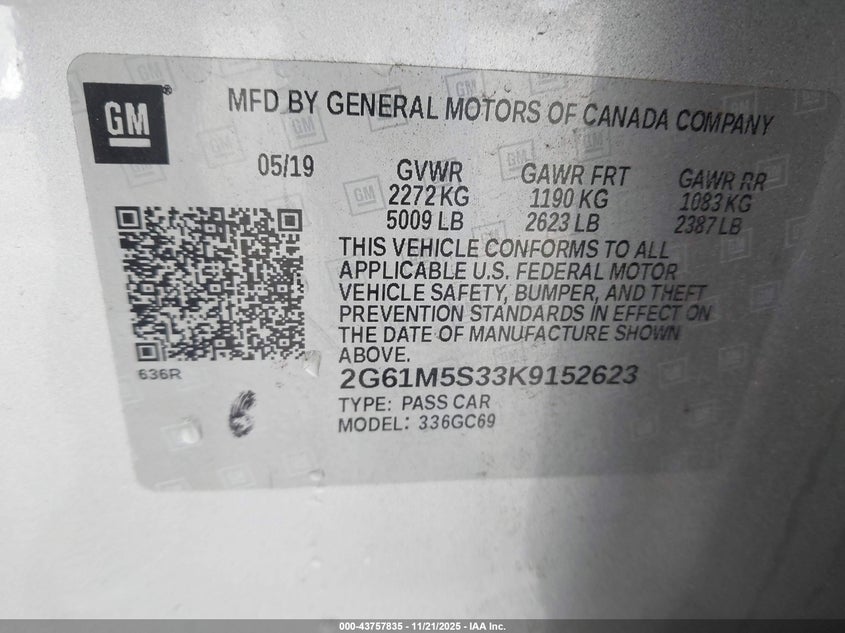 GM
MFD BY GENERAL MOTORS OF CANADA COMPANY
05/19 GVWR GAWR FRT GAWR RR
2272 KG 1190 KG 1083 KG
5009 LB 2623 LB 2387 LB
THIS VEHICLE CONFORMS TO ALL
APPLICABLE U.S. FEDERAL MOTOR
VEHICLE SAFETY, BUMPER, AND THEFT
PREVENTION STANDARDS IN EFFECT ON
THE DATE OF MANUFACTURE SHOWN
ABOVE.
636R
2G61M5S33K9152623
TYPE: PASS CAR
MODEL: 336GC69
000-43757835 - 11/21/2025 - IAA Inc.